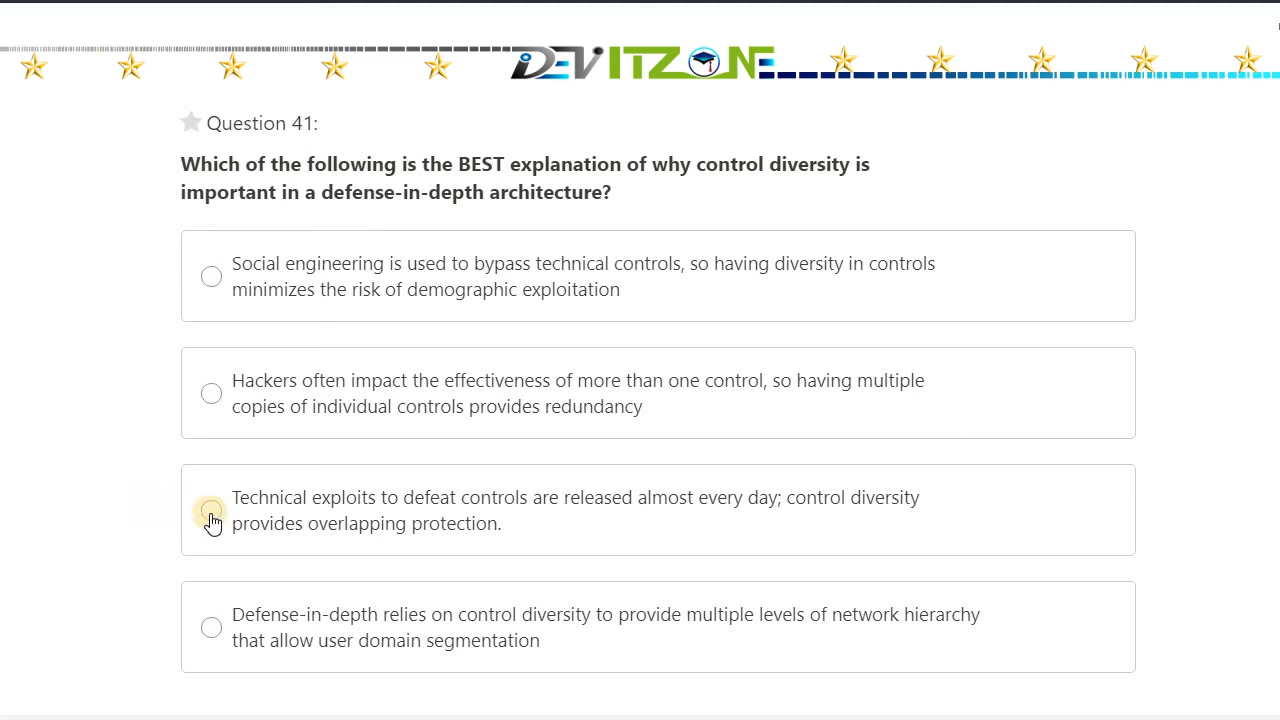 DEV ITZONE
Question 41:
Which of the following is the BEST explanation of why control diversity is
important in a defense-in-depth architecture?
Social engineering is used to bypass technical controls, so having diversity in controls
minimizes the risk of demographic exploitation
Hackers often impact the effectiveness of more than one control, so having multiple
copies of individual controls provides redundancy
Technical exploits to defeat controls are released almost every day; control diversity
provides overlapping protection.
Defense-in-depth relies on control diversity to provide multiple levels of network hierarchy
that allow user domain segmentation